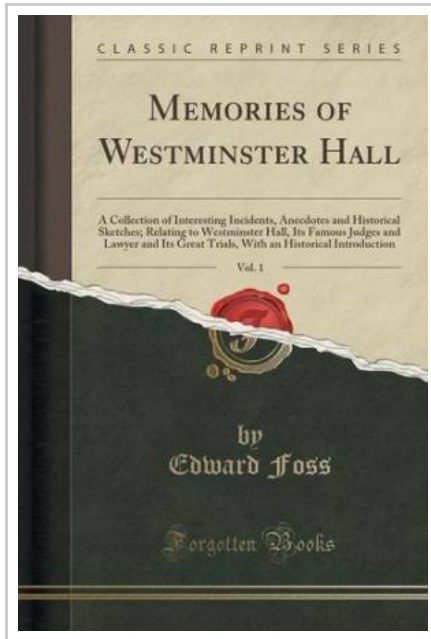 CLASSIC REPRINT SERIES
MEMORIES OF
WESTMINSTER HALL
A Collection of Interesting Incidents, Anecdotes and Historical
Sketches; Relating to Westminster Hall, Its Famous Judges and
Lawyer and Its Great Trials, With an Historical Introduction
Vol. 1
F
by
Edward Foss
Forgotten Books